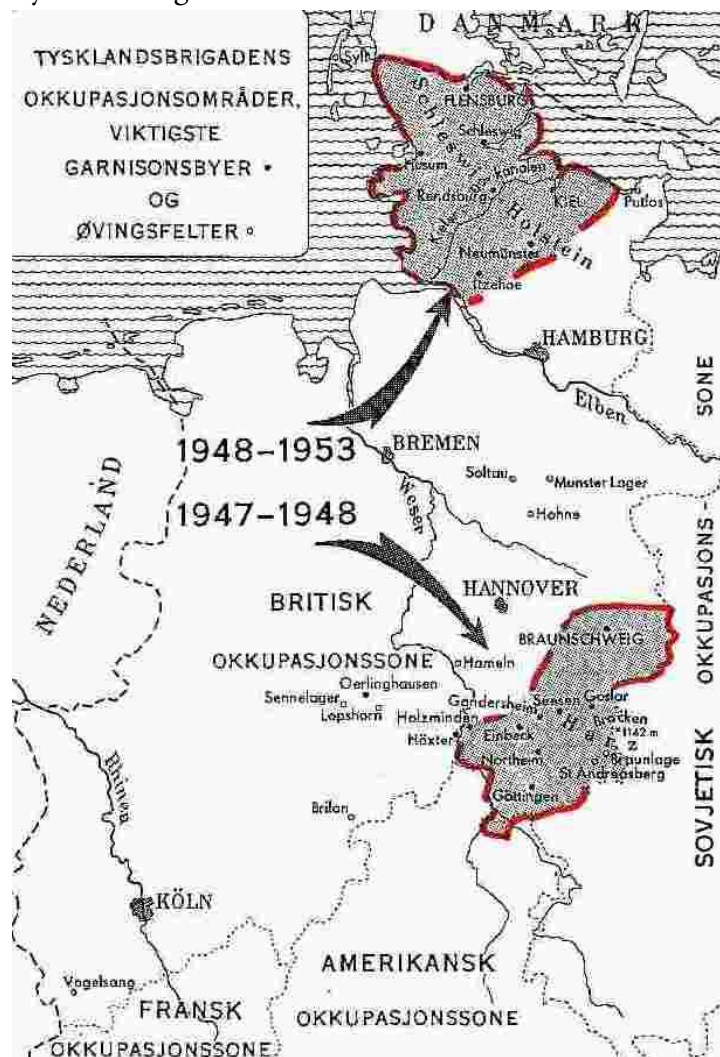 DANMARK
TYSKLANDSBRIGADENS
OKKUPASJONSOMRÅDER,
VIKTIGSTE
GARNISONSBYER •
OG
ØVINGSFELTER °
Sylt
FLENSBURG
Schleswig
Schleswig
Husum
Rendsburg
Kielerkanalen
KIEL
Putlos
Holstein
Neumünster
Itzehoe
HAMBURG
Elben
1948–1953
BREMEN
Weser
Soltau
Munster Lager
Hohne
1947–1948
NEDERLAND
HANNOVER
BRITISK
OKKUPASJONSSONE
BRAUNSCHWEIG
Hameln
Oerlinghausen
Sennelager
Lopshorn
Gandersheim
Seesen
Goslar
Holzminden
Höxter
Einbeck
Harz
Brocken
1142 m
Braunlage
Northeim
St Andreasberg
Göttingen
Brilon
Rhinen
KÖLN
Vogelsang
AMERIKANSK
OKKUPASJONSSONE
FRANSK
OKKUPASJONSSONE
SOVJETISK OKKUPASJONS-
SONE